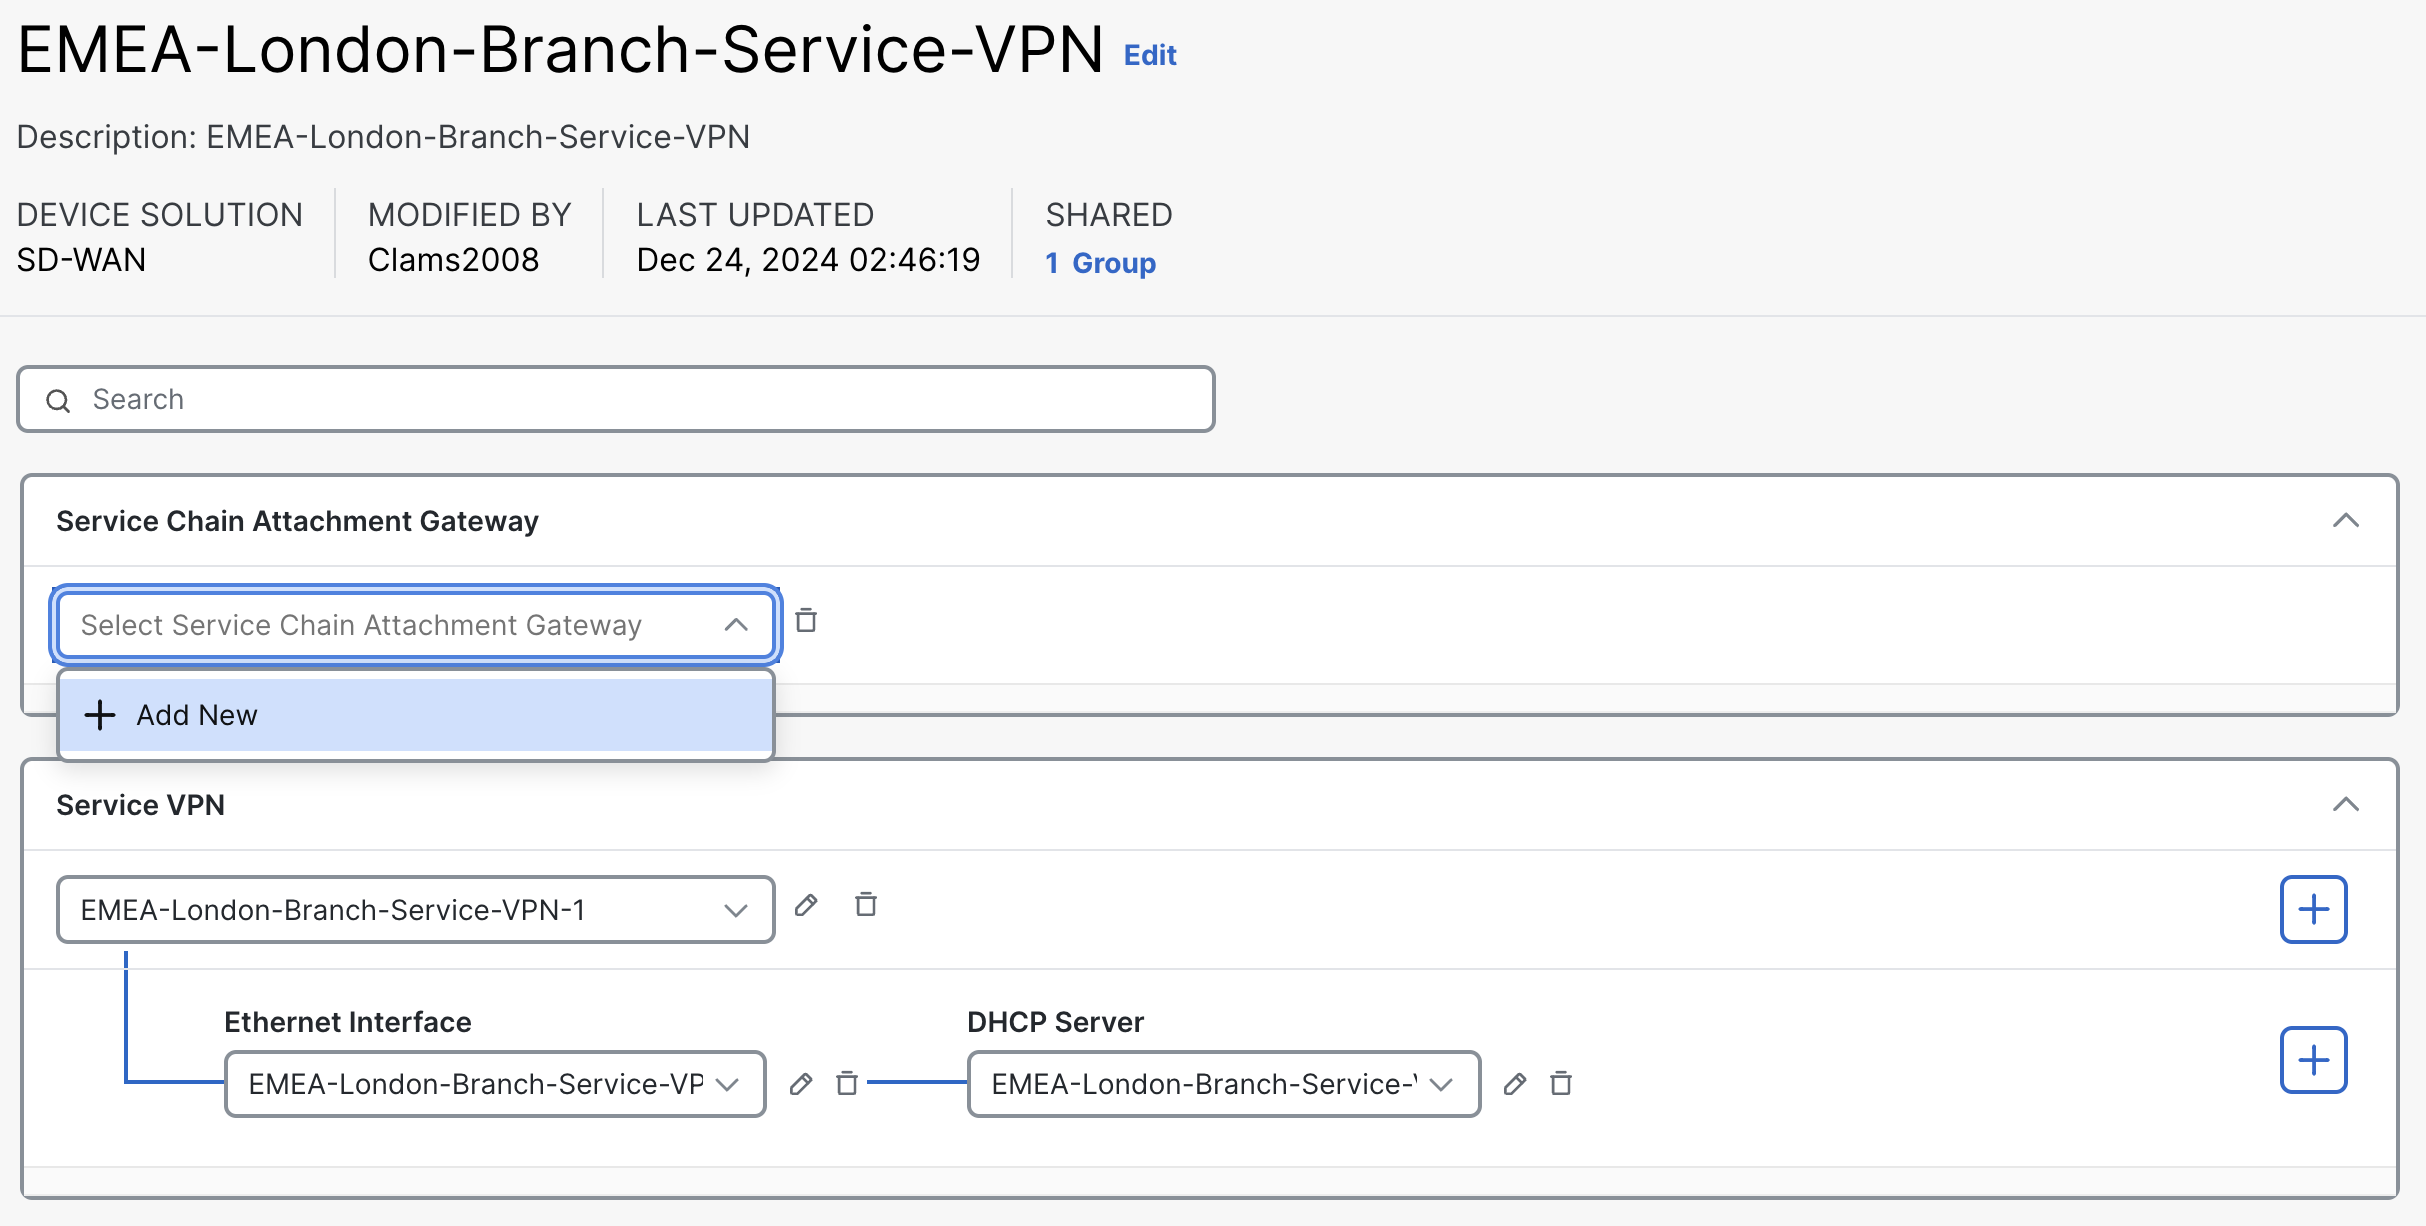 EMEA-London-Branch-Service-VPN Edit
Description: EMEA-London-Branch-Service-VPN
DEVICE SOLUTION MODIFIED BY LAST UPDATED SHARED
SD-WAN Clams2008 Dec 24, 2024 02:46:19 1 Group
Search
Service Chain Attachment Gateway
Select Service Chain Attachment Gateway
Add New
Service VPN
EMEA-London-Branch-Service-VPN-1
Ethernet Interface DHCP Server
EMEA-London-Branch-Service-VP EMEA-London-Branch-Service-